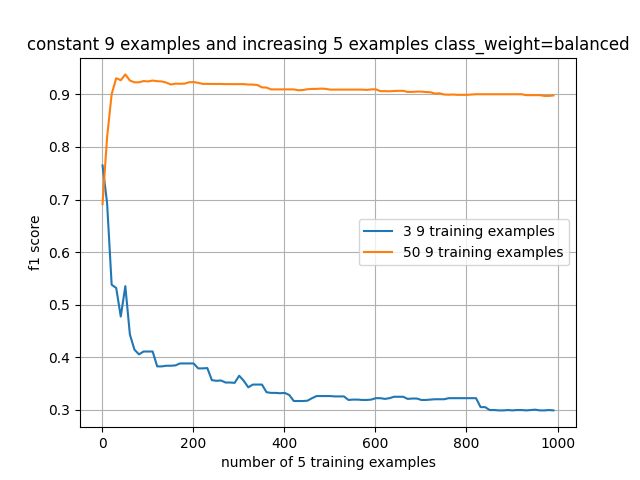 constant 9 examples and increasing 5 examples class_weight=balanced
f1 score
0.9
0.8
0.7
0.6
0.5
0.4
0.3
3 9 training examples
50 9 training examples
0 200 400 600 800 1000
number of 5 training examples